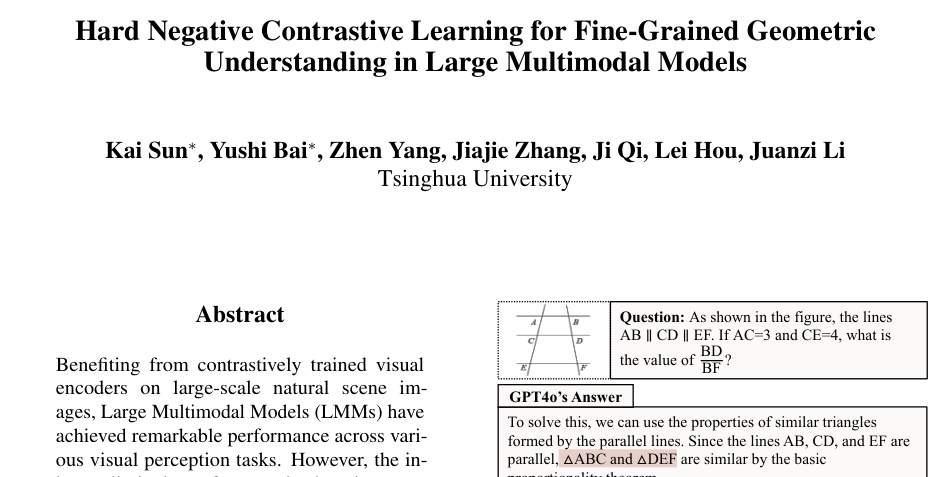 Hard Negative Contrastive Learning for Fine-Grained Geometric
Understanding in Large Multimodal Models
Kai Sun*, Yushi Bai*, Zhen Yang, Jiajie Zhang, Ji Qi, Lei Hou, Juanzi Li
Tsinghua University
Abstract
Benefiting from contrastively trained visual
encoders on large-scale natural scene im-
ages, Large Multimodal Models (LMMs) have
achieved remarkable performance across vari-
ous visual perception tasks. However, the in-
A B
C D
E F
Question: As shown in the figure, the lines
AB ∥ CD ∥ EF. If AC=3 and CE=4, what is
the value of BD/BF?
GPT4o's Answer
To solve this, we can use the properties of similar triangles
formed by the parallel lines. Since the lines AB, CD, and EF are
parallel, △ABC and △DEF are similar by the basic